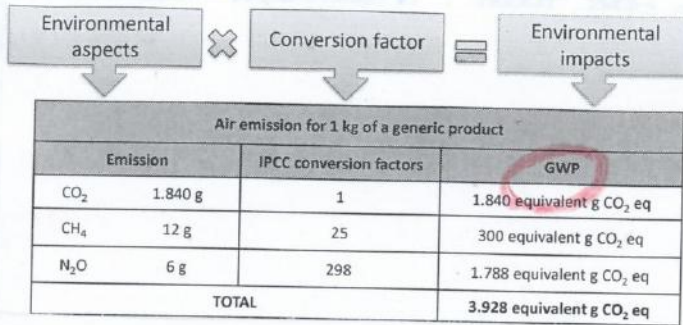 Environmental
aspects
Conversion factor
Environmental
impacts
Air emission for 1 kg of a generic product
Emission IPCC conversion factors GWP
CO₂ 1.840 g 1 1.840 equivalent g CO₂ eq
CH₄ 12 g 25 300 equivalent g CO₂ eq
N₂O 6 g 298 1.788 equivalent g CO₂ eq
TOTAL 3.928 equivalent g CO₂ eq